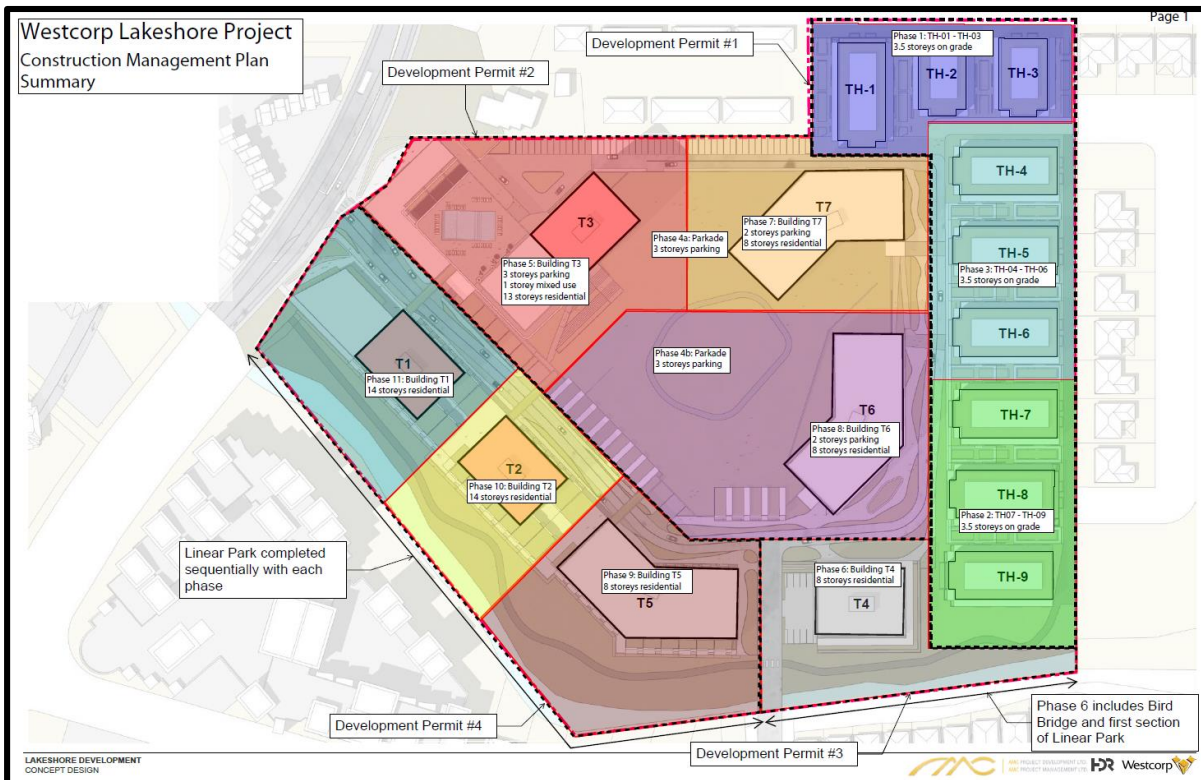 Westcorp Lakeshore Project
Construction Management Plan
Summary
Page 1
Development Permit #1
Development Permit #2
Phase 1: TH-01 - TH-03
3.5 storeys on grade
TH-1
TH-2
TH-3
TH-4
TH-5
Phase 3: TH-04 - TH-06
3.5 storeys on grade
TH-6
T3
Phase 5: Building T3
3 storeys parking
1 storey mixed use
13 storeys residential
Phase 4a: Parkade
3 storeys parking
T7
Phase 7: Building T7
2 storeys parking
8 storeys residential
Phase 4b: Parkade
3 storeys parking
T1
Phase 11: Building T1
14 storeys residential
T6
Phase 8: Building T6
2 storeys parking
8 storeys residential
TH-7
TH-8
Phase 2: TH07 - TH-09
3.5 storeys on grade
TH-9
T2
Phase 10: Building T2
14 storeys residential
Linear Park completed
sequentially with each
phase
Phase 9: Building T5
8 storeys residential
T5
Phase 6: Building T4
8 storeys residential
T4
Development Permit #4
Development Permit #3
Phase 6 includes Bird
Bridge and first section
of Linear Park
LAKESHORE DEVELOPMENT
CONCEPT DESIGN
HDR
Westcorp